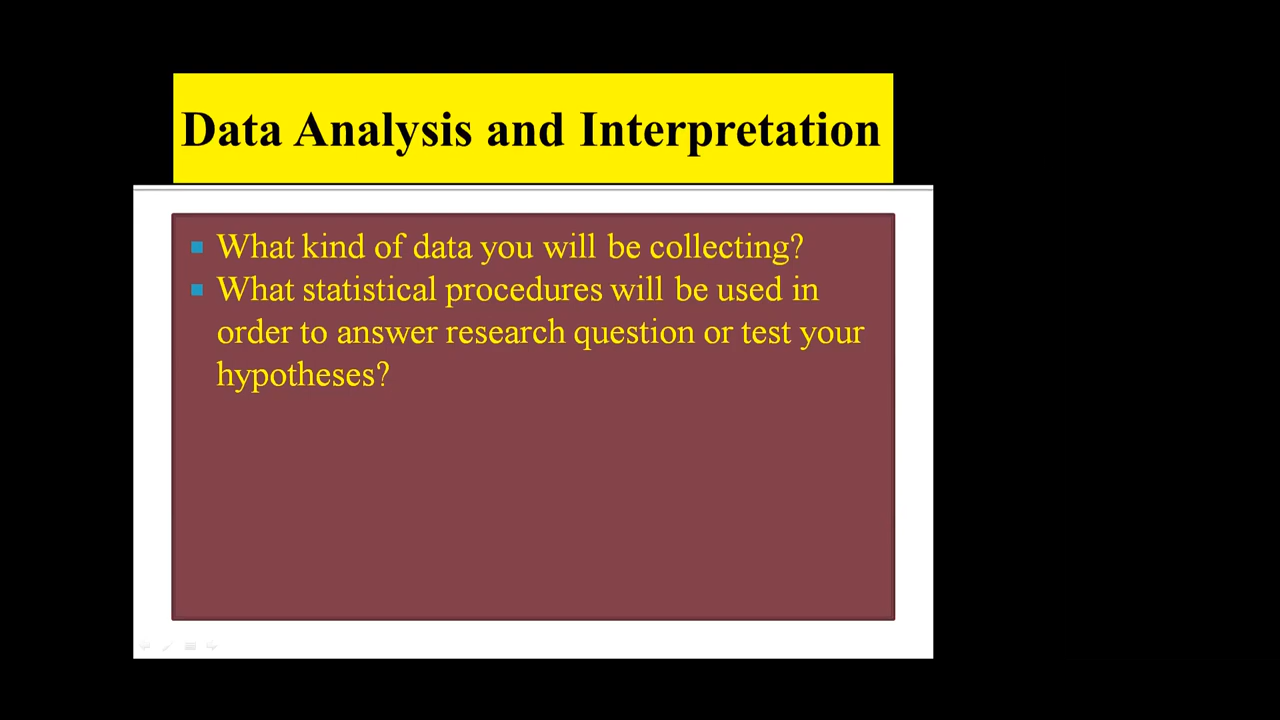 Data Analysis and Interpretation
What kind of data you will be collecting?
What statistical procedures will be used in
order to answer research question or test your
hypotheses?